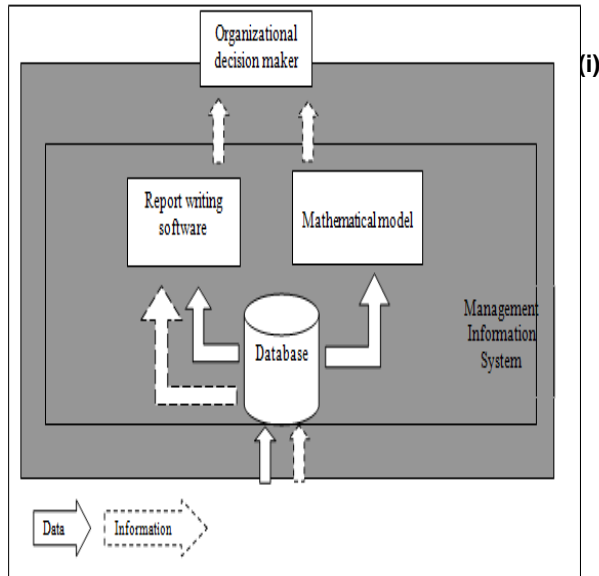 Organizational
decision maker
(i)
Report writing
software
Mathematical model
Database
Management
Information
System
Data
Information